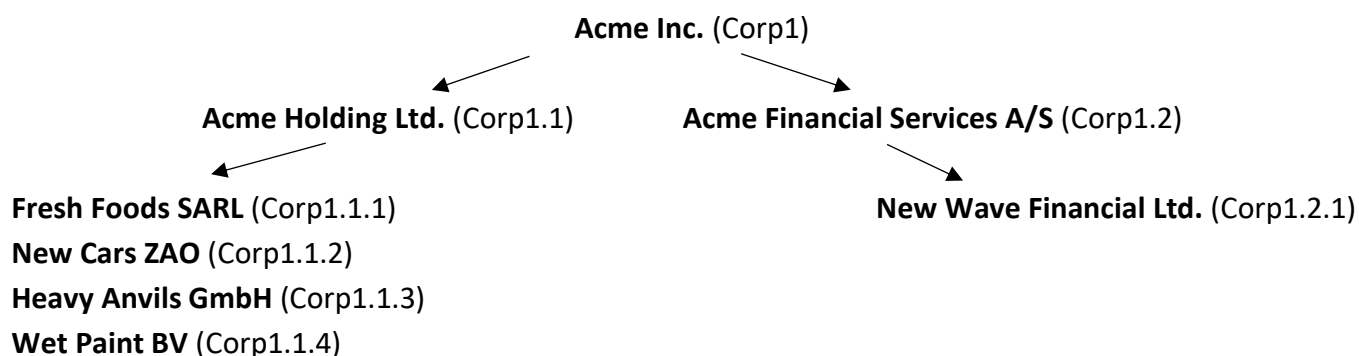 Acme Inc. (Corp1)
Acme Holding Ltd. (Corp1.1)
Acme Financial Services A/S (Corp1.2)
Fresh Foods SARL (Corp1.1.1)
New Wave Financial Ltd. (Corp1.2.1)
New Cars ZAO (Corp1.1.2)
Heavy Anvils GmbH (Corp1.1.3)
Wet Paint BV (Corp1.1.4)